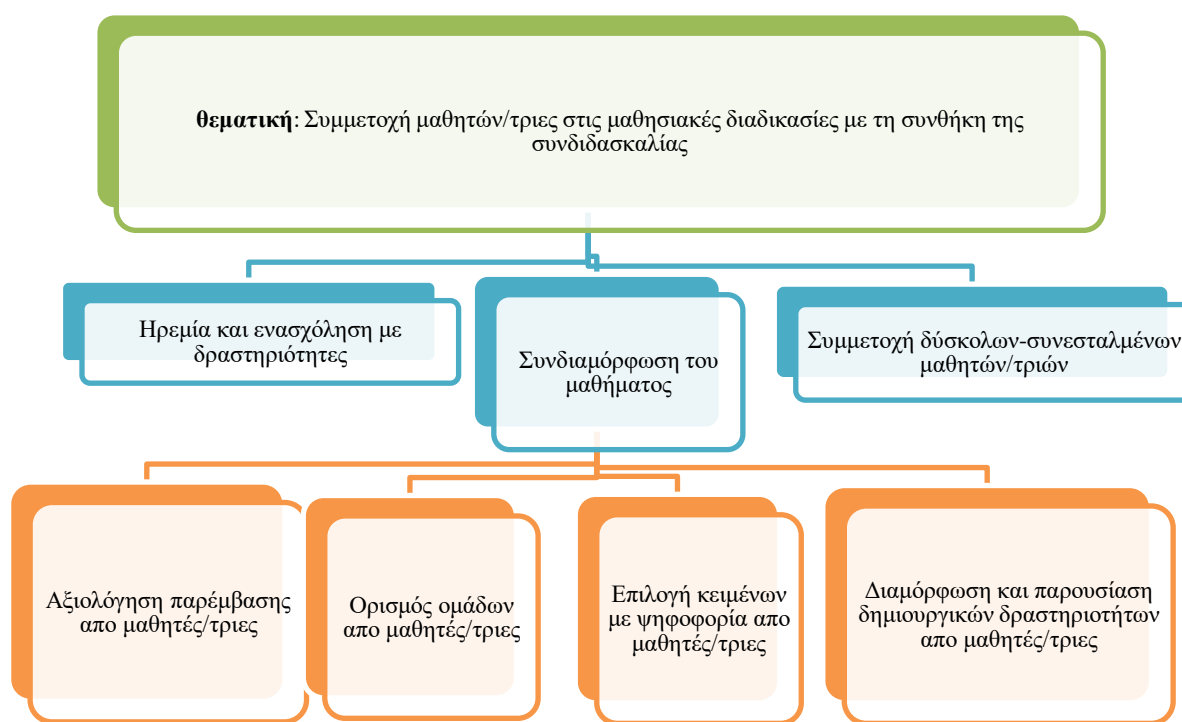 θεματική: Συμμετοχή μαθητών/τριες στις μαθησιακές διαδικασίες με τη συνθήκη της
συνδιδασκαλίας
Ηρεμία και ενασχόληση με
δραστηριότητες
Συνδιαμόρφωση του
μαθήματος
Συμμετοχή δύσκολων-συνεσταλμένων
μαθητών/τριών
Αξιολόγηση παρέμβασης
απο μαθητές/τριες
Ορισμός ομάδων
απο μαθητές/τριες
Επιλογή κειμένων
με ψηφοφορία απο
μαθητές/τριες
Διαμόρφωση και παρουσίαση
δημιουργικών δραστηριοτήτων
απο μαθητές/τριες